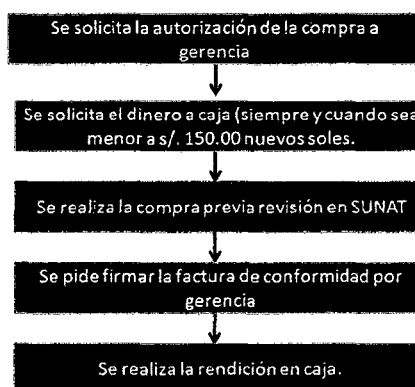 Se solicita la autorización de la compra a
gerencia
Se solicita el dinero a caja (siempre y cuando sea
menor a s/. 150.00 nuevos soles.
Se realiza la compra previa revisión en SUNAT
Se pide firmar la factura de conformidad por
gerencia
Se realiza la rendición en caja.